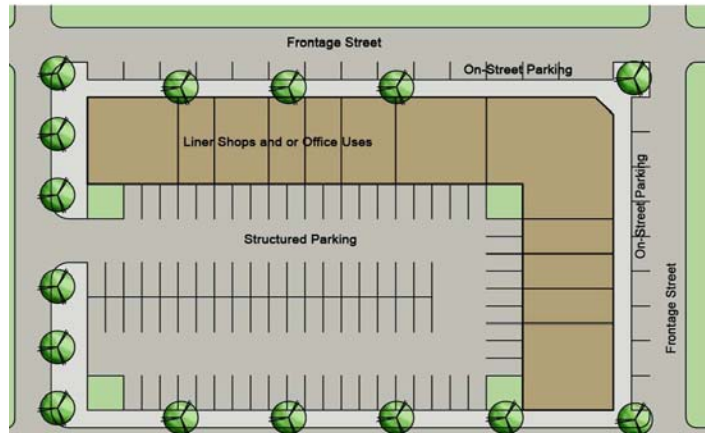 Frontage Street
On-Street Parking
Liner Shops and or Office Uses
On-Street Parking
Structured Parking
Frontage Street